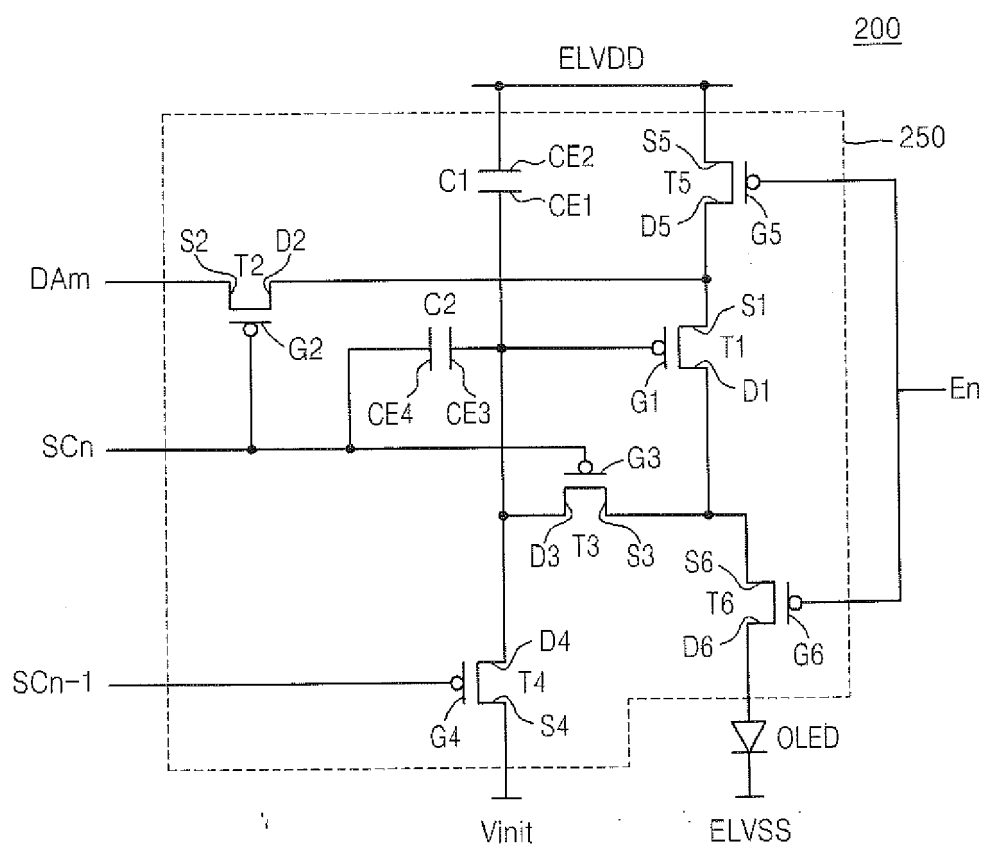 200
ELVDD
250
CE2
C1
CE1
S5
T5
D5
G5
S2
D2
T2
DAm
G2
C2
S1
T1
G1
D1
CE4
CE3
En
SCn
G3
D3
T3
S3
S6
T6
D6
G6
SCn-1
D4
T4
G4
S4
OLED
Vinit
ELVSS